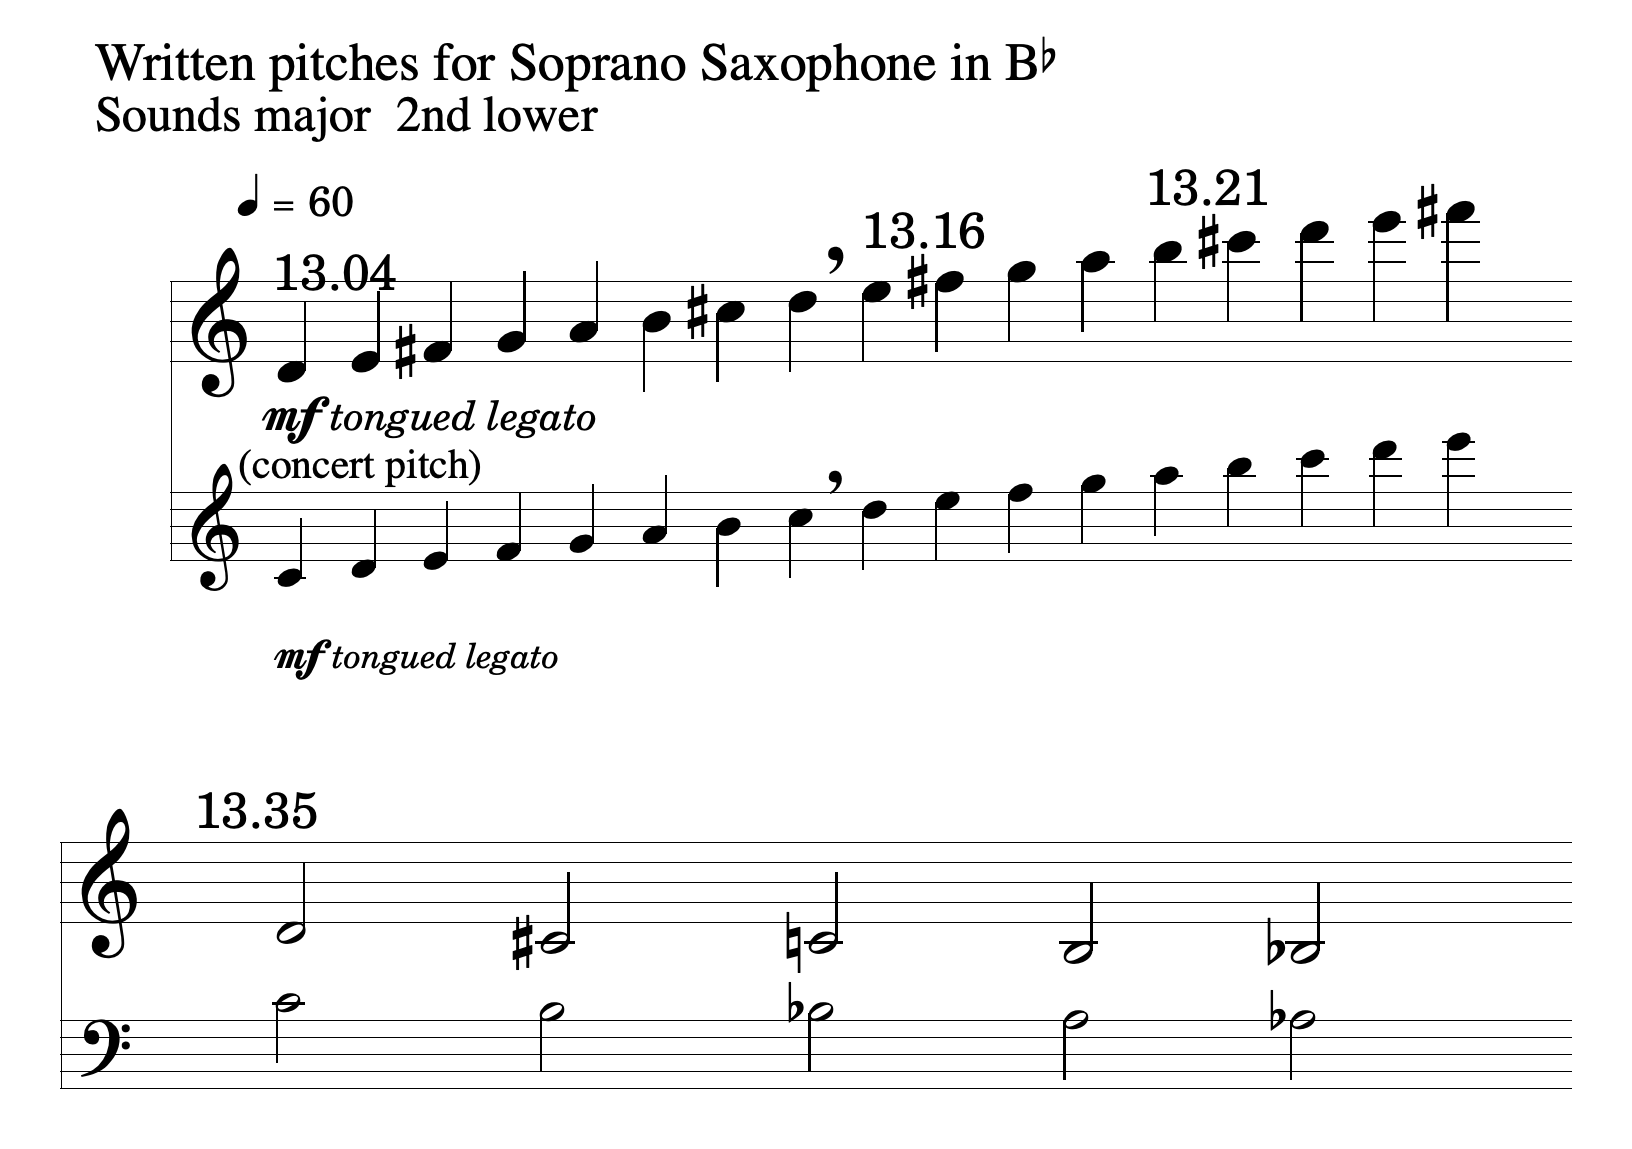 Written pitches for Soprano Saxophone in B♭
Sounds major 2nd lower
♩ = 60
13.04
13.16
13.21
mf tongued legato
(concert pitch)
mf tongued legato
13.35